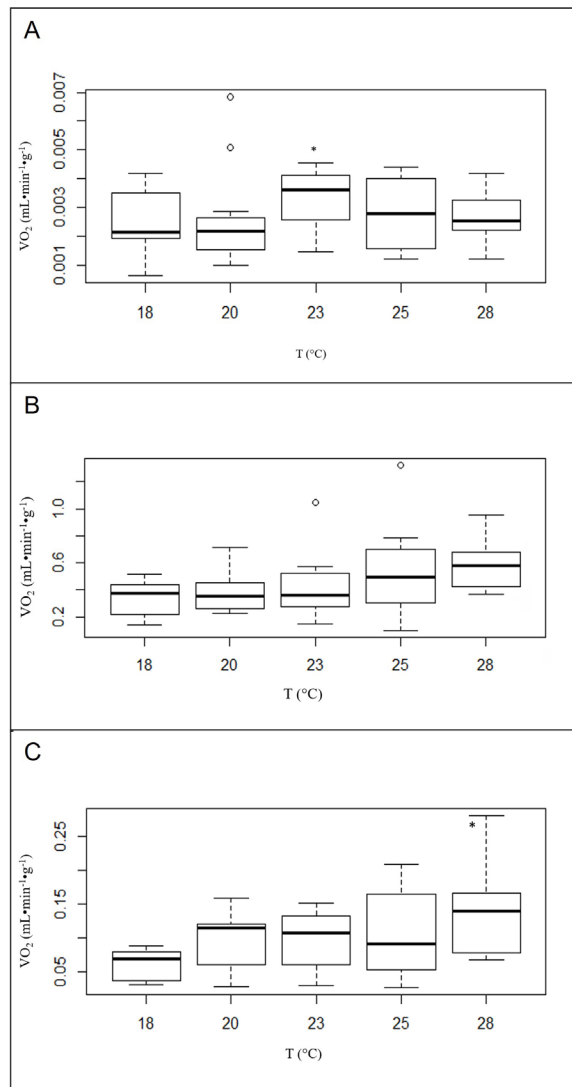 A
VO₂ (mL•min⁻¹•g⁻¹)
0.007
0.005
0.003
0.001
*
18 20 23 25 28
T (°C)
B
VO₂ (mL•min⁻¹•g⁻¹)
1.0
0.6
0.2
18 20 23 25 28
T (°C)
C
VO₂ (mL•min⁻¹•g⁻¹)
0.25
0.15
0.05
*
18 20 23 25 28
T (°C)